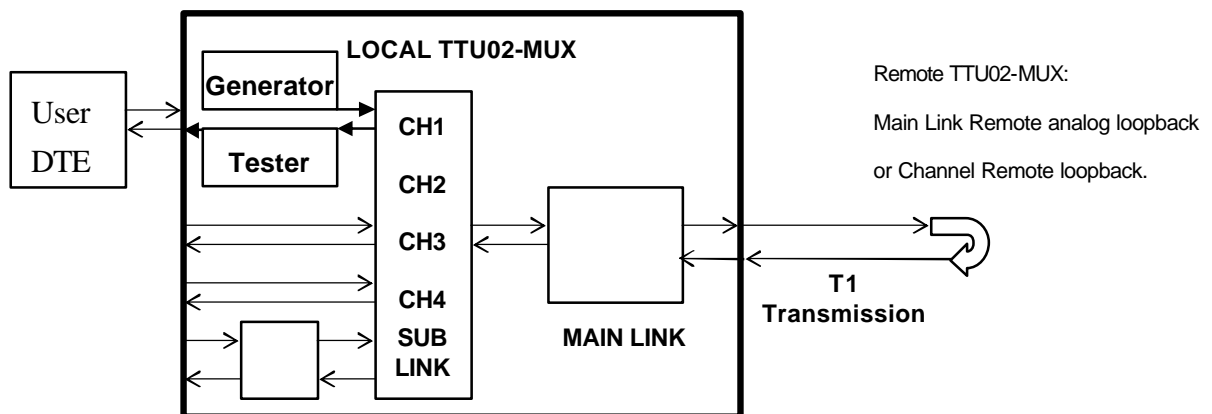 LOCAL TTU02-MUX
Generator
Tester
User
DTE
CH1
CH2
CH3
CH4
SUB
LINK
MAIN LINK
T1
Transmission
Remote TTU02-MUX:
Main Link Remote analog loopback
or Channel Remote loopback.